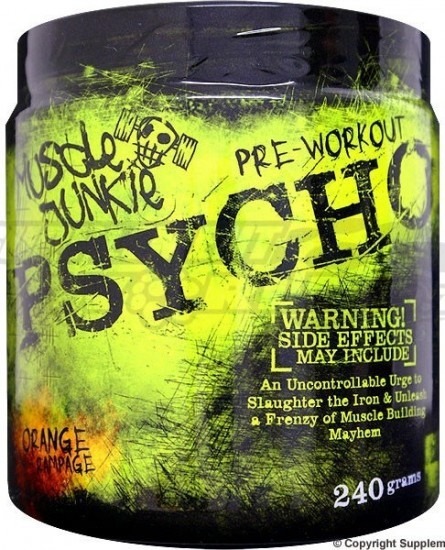 MUSCLE
JUNKIE
PRE-WORKOUT
PSYCHO
WARNING!
SIDE EFFECTS
MAY INCLUDE
An Uncontrollable Urge to
Slaughter the Iron & Unleash
a Frenzy of Muscle Building
Mayhem
ORANGE
RAMPAGE
240 grams
© Copyright Supplem